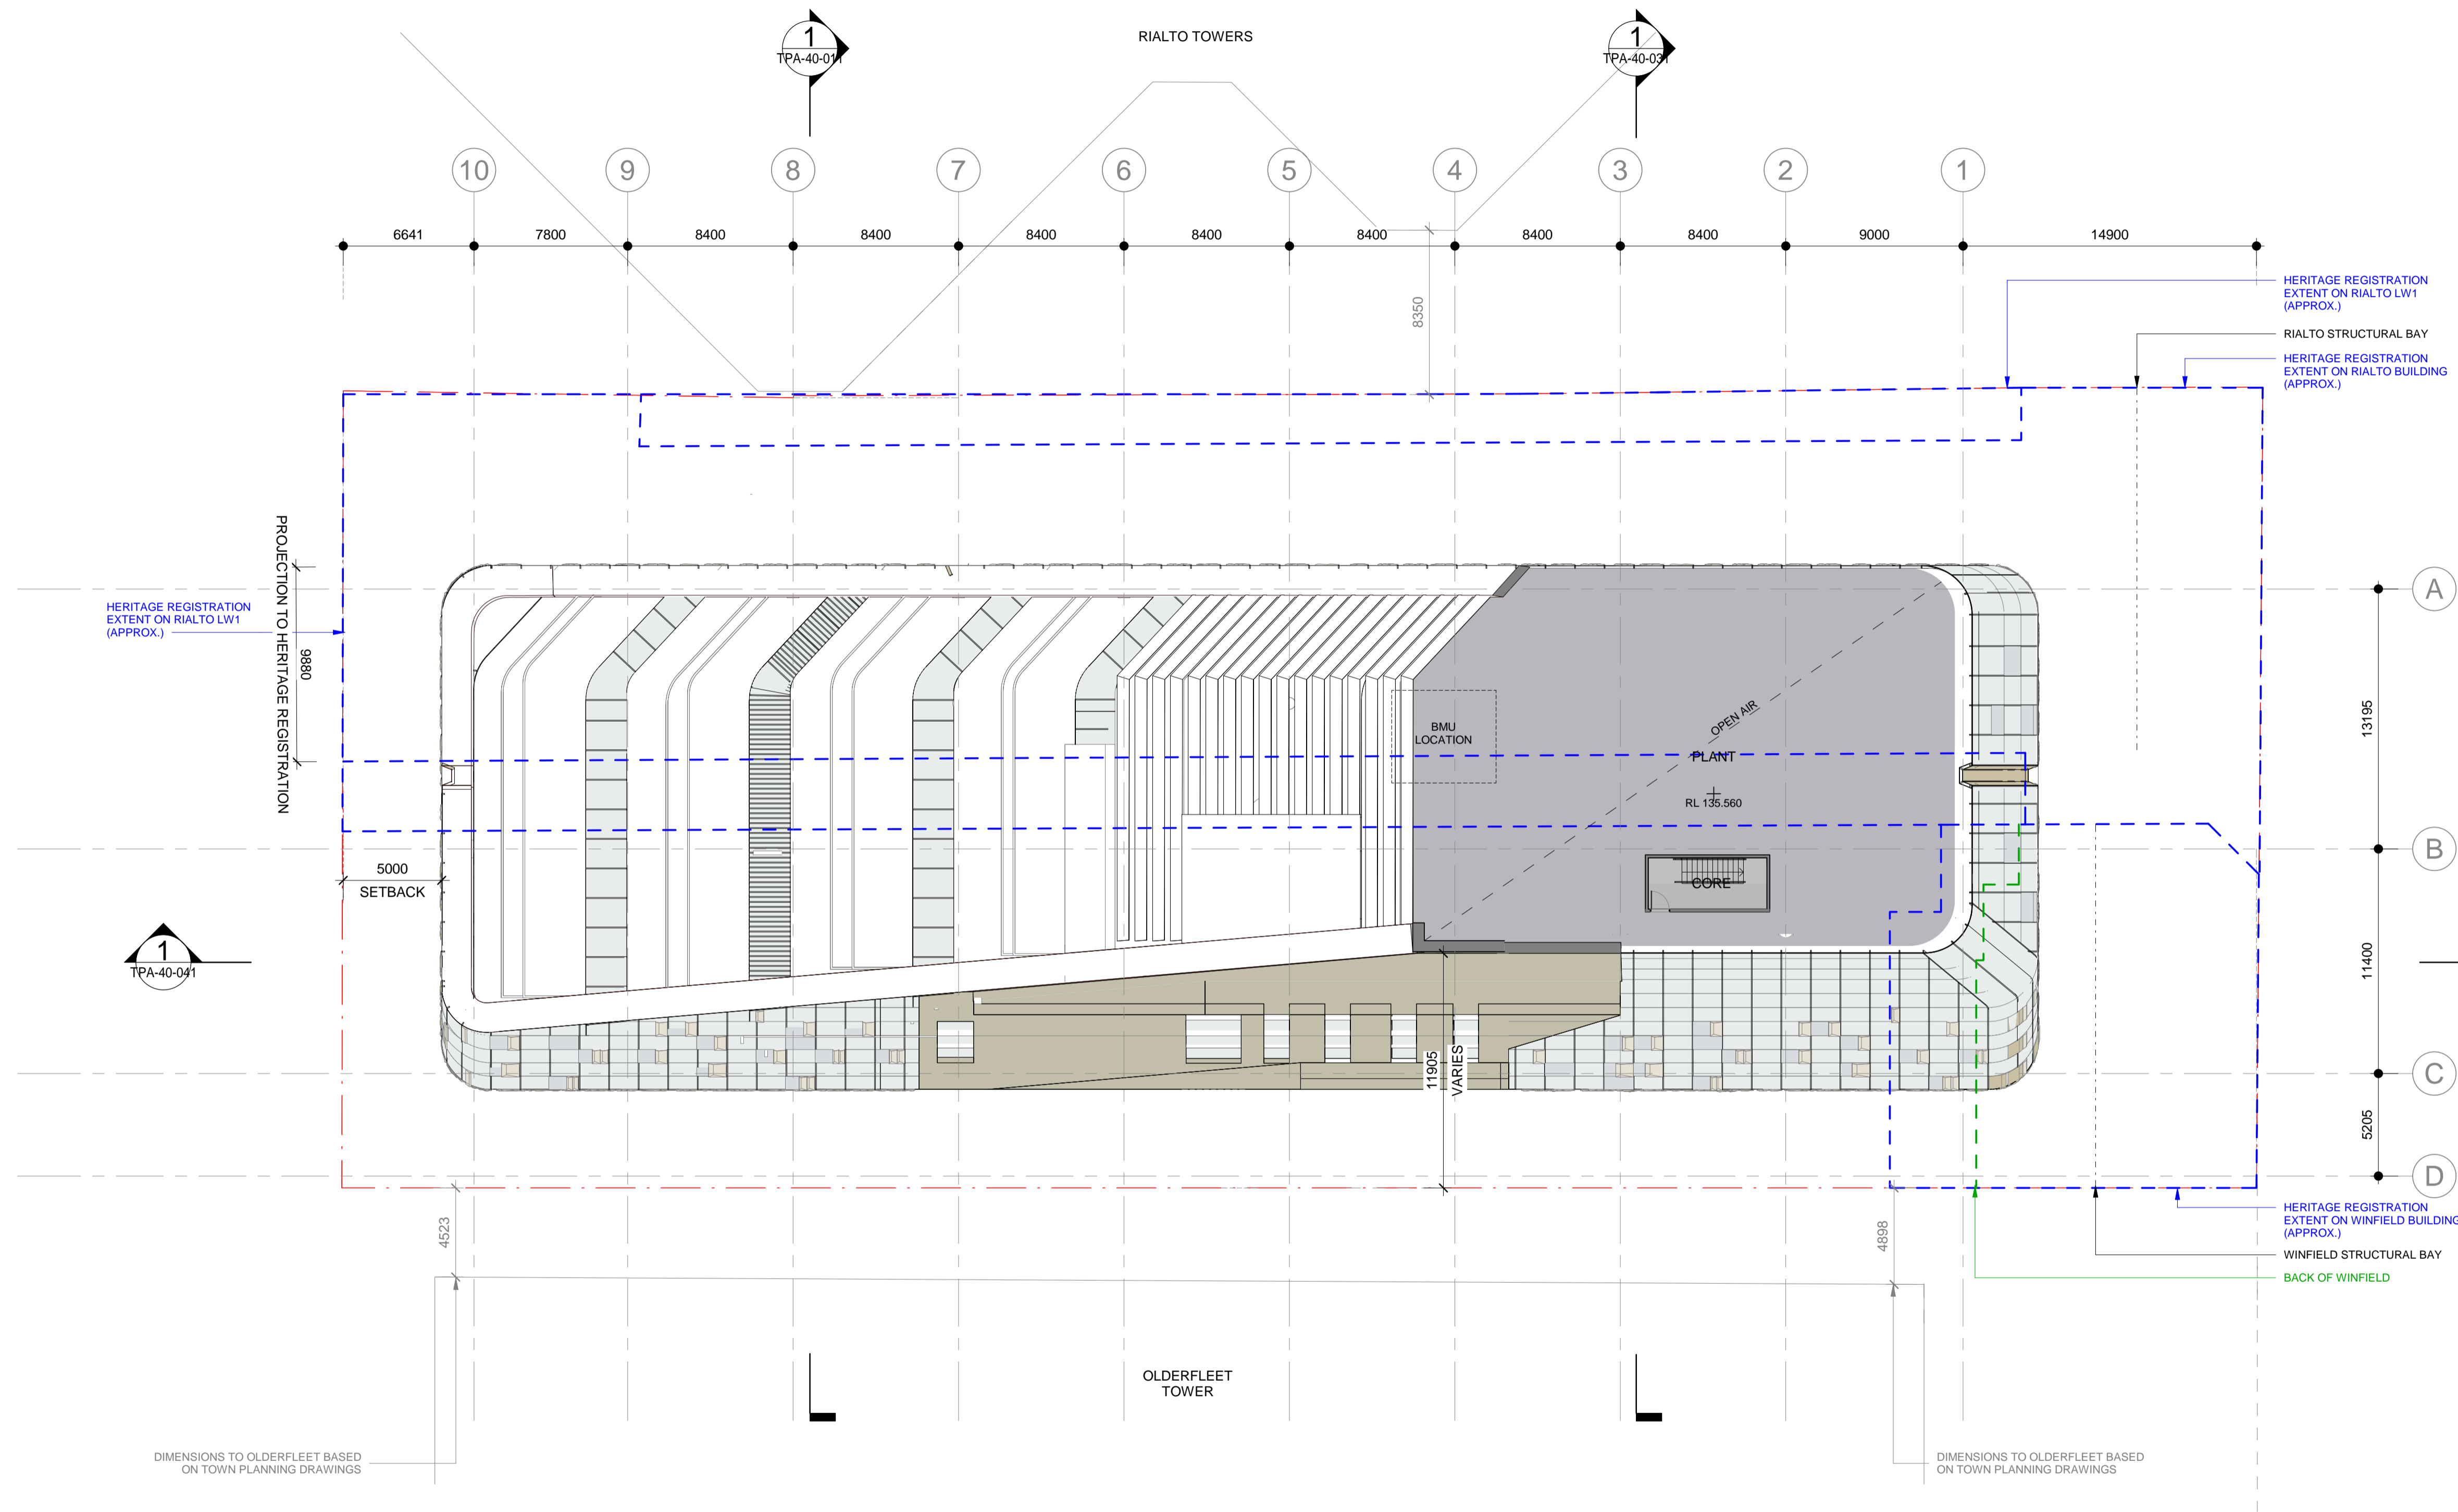 RIALTO TOWERS
1
TPA-40-011
1
TPA-40-031
10
9
8
7
6
5
4
3
2
1
6641
7800
8400
8400
8400
8400
8400
8400
8400
9000
14900
8350
HERITAGE REGISTRATION
EXTENT ON RIALTO LW1
(APPROX.)
RIALTO STRUCTURAL BAY
HERITAGE REGISTRATION
EXTENT ON RIALTO BUILDING
(APPROX.)
PROJECTION TO HERITAGE REGISTRATION
9880
HERITAGE REGISTRATION
EXTENT ON RIALTO LW1
(APPROX.)
A
13195
OPEN AIR
BMU
LOCATION
PLANT
RL 135.560
B
CORE
5000
SETBACK
1
TPA-40-041
11400
11905
VARIES
C
5205
D
4523
4898
HERITAGE REGISTRATION
EXTENT ON WINFIELD BUILDING
(APPROX.)
WINFIELD STRUCTURAL BAY
BACK OF WINFIELD
OLDERFLEET
TOWER
DIMENSIONS TO OLDERFLEET BASED
ON TOWN PLANNING DRAWINGS
DIMENSIONS TO OLDERFLEET BASED
ON TOWN PLANNING DRAWINGS